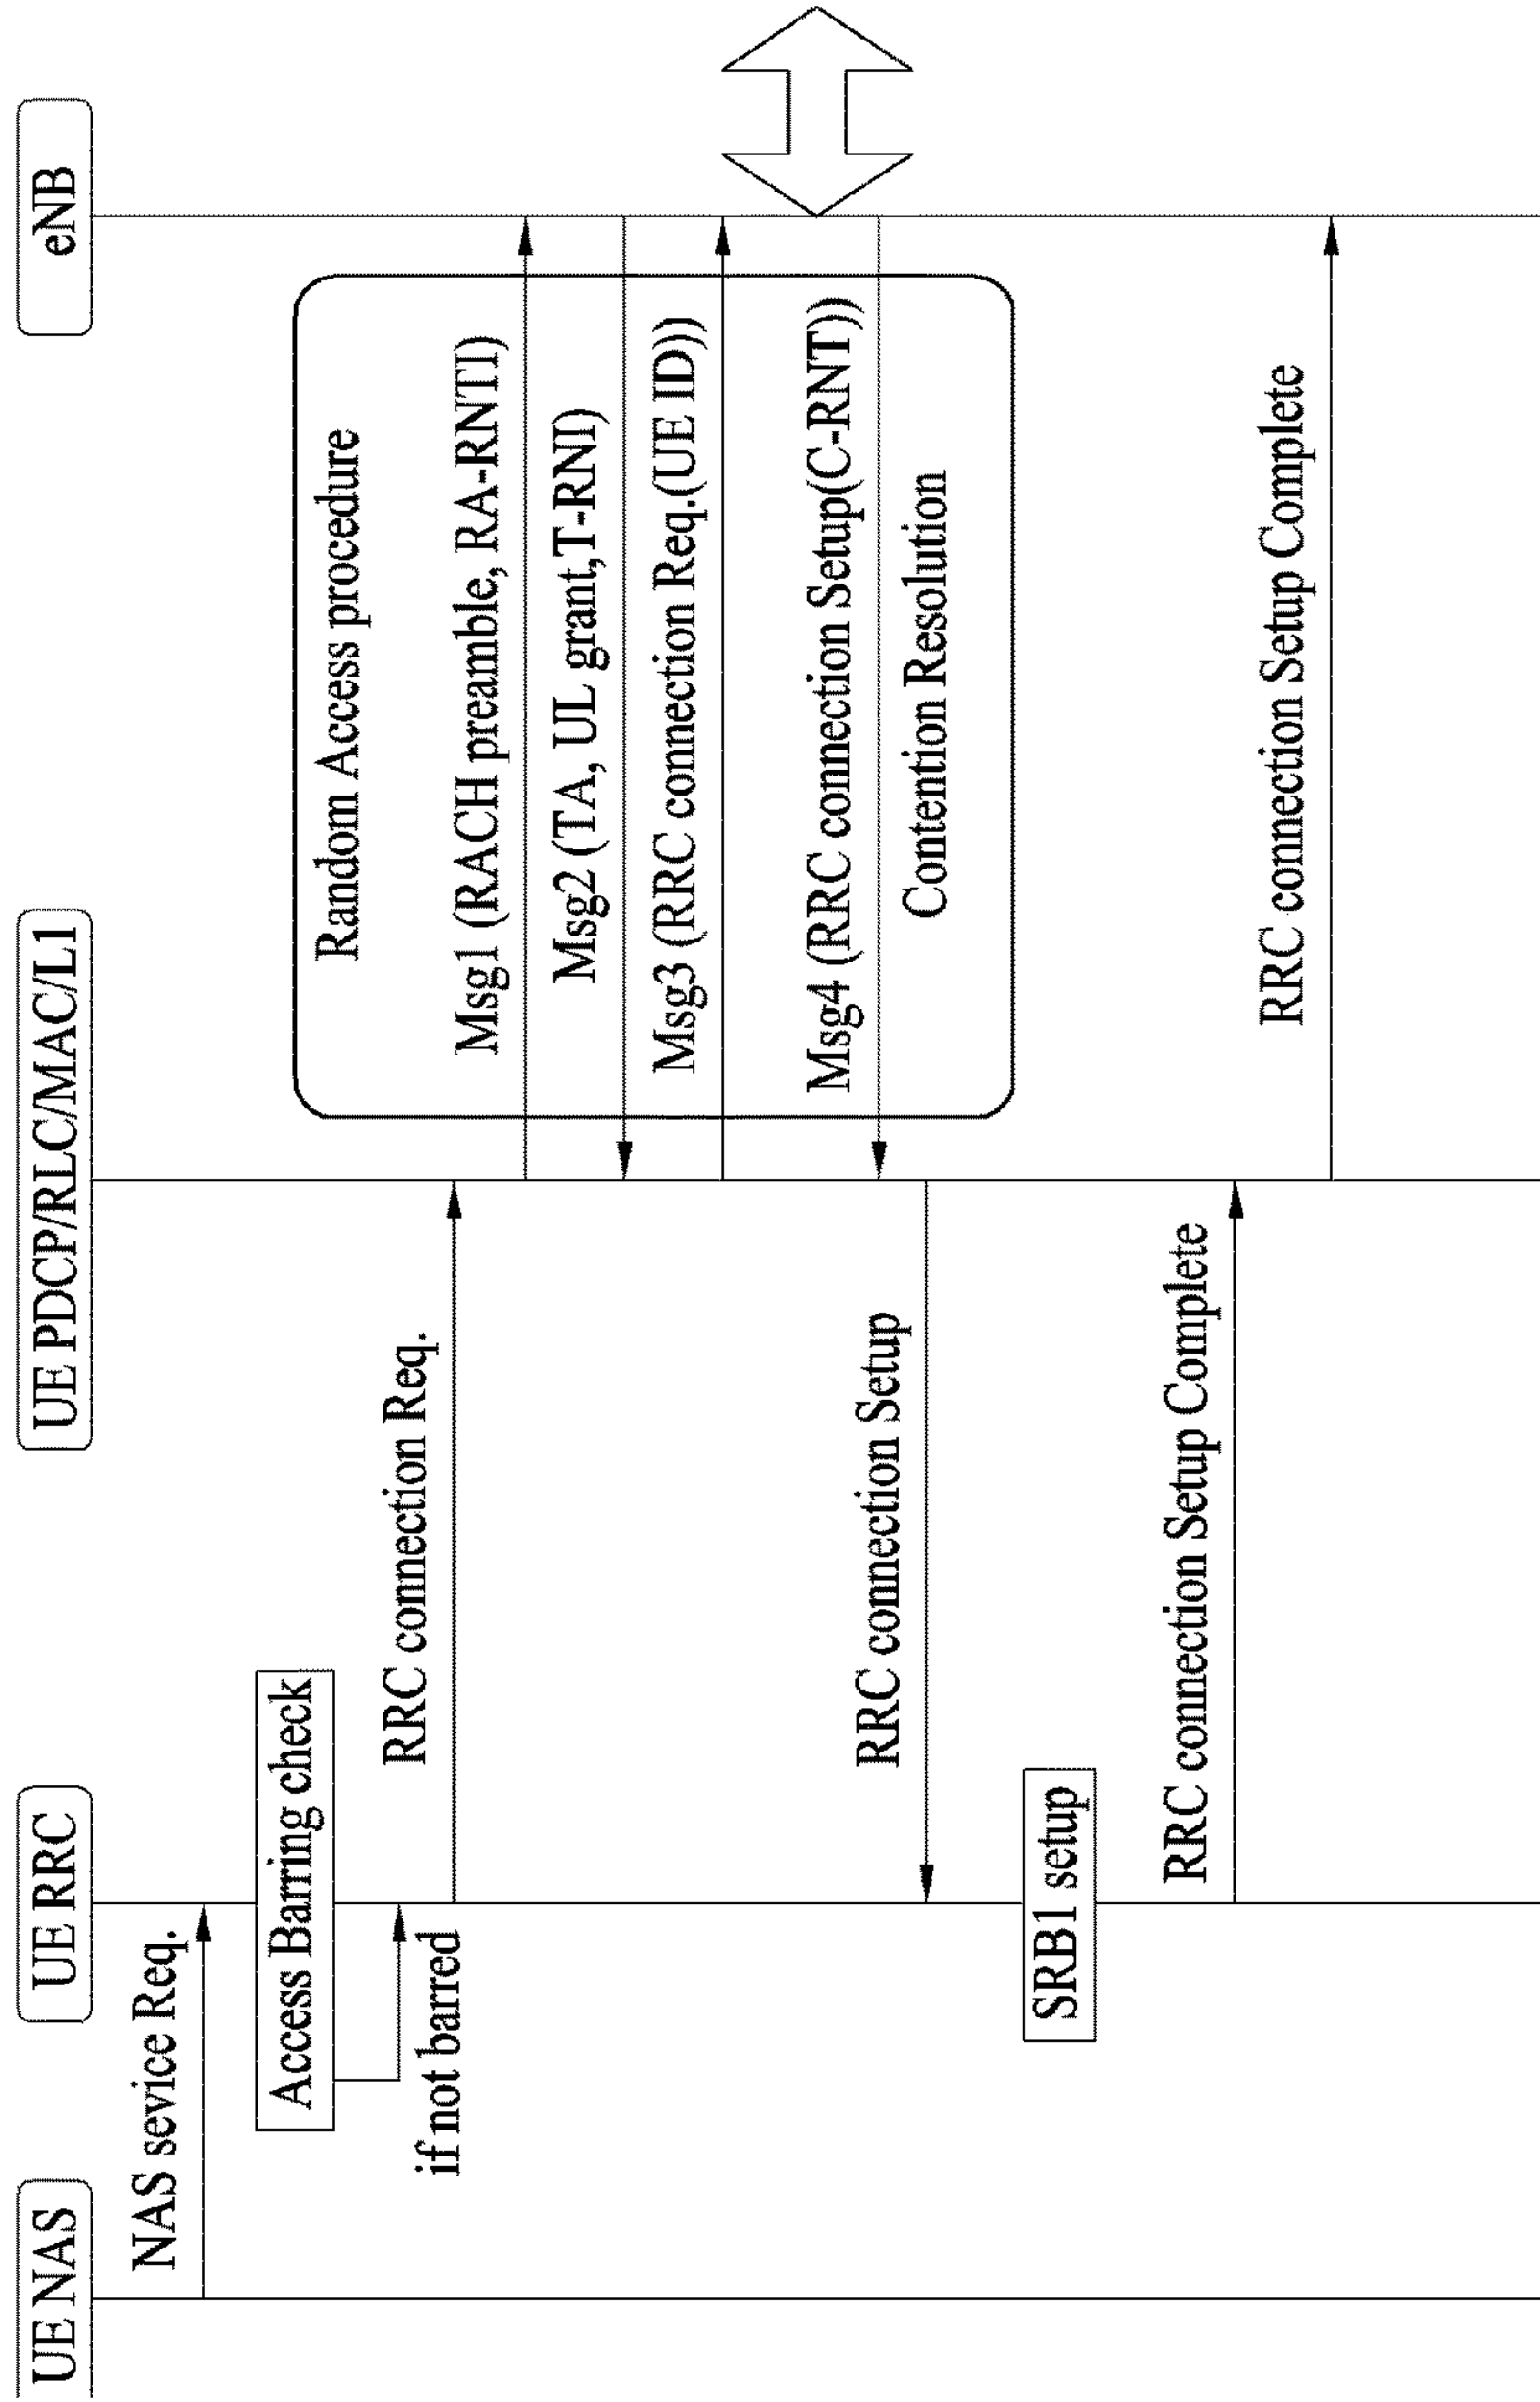 UE NAS
UE RRC
UE PDCP/RLC/MAC/L1
eNB
NAS sevice Req.
Access Barring check
if not barred
RRC connection Req.
Random Access procedure
Msg1 (RACH preamble, RA-RNTI)
Msg2 (TA, UL grant,T-RNI)
Msg3 (RRC connection Req.(UE ID))
Msg4 (RRC connection Setup(C-RNT))
Contention Resolution
RRC connection Setup
SRB1 setup
RRC connection Setup Complete
RRC connection Setup Complete